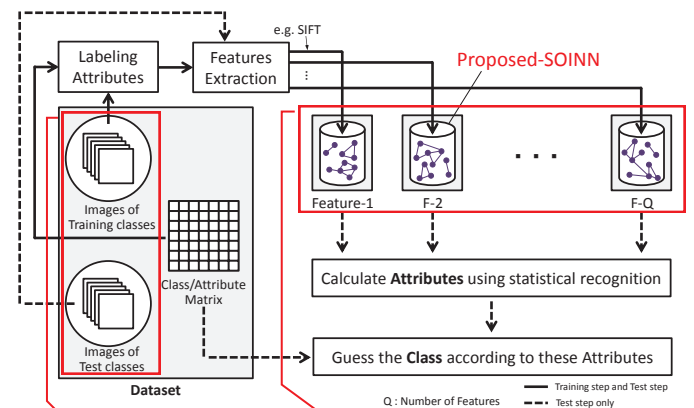 e.g. SIFT
Labeling
Attributes
Features
Extraction
Proposed-SOINN
Images of
Training classes
Feature-1
F-2
F-Q
Class/Attribute
Matrix
Calculate Attributes using statistical recognition
Images of
Test classes
Guess the Class according to these Attributes
Dataset
Q : Number of Features
Training step and Test step
Test step only